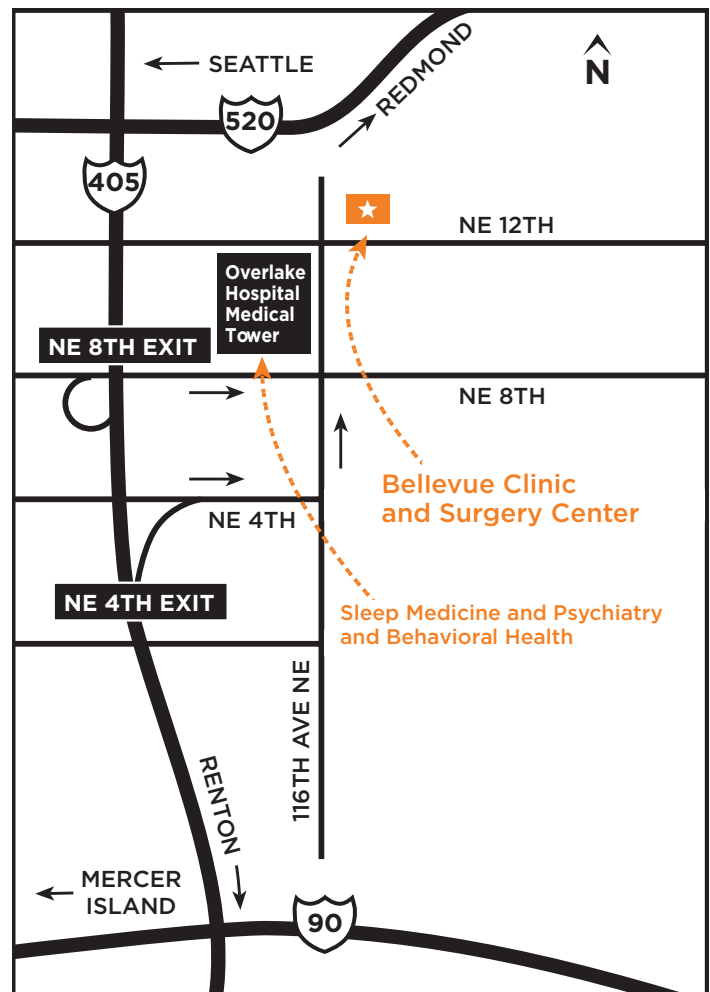 SEATTLE
REDMOND
N
520
405
NE 12TH
Overlake
Hospital
Medical
Tower
NE 8TH EXIT
NE 8TH
Bellevue Clinic
and Surgery Center
NE 4TH
NE 4TH EXIT
Sleep Medicine and Psychiatry
and Behavioral Health
116TH AVE NE
RENTON
MERCER
ISLAND
90